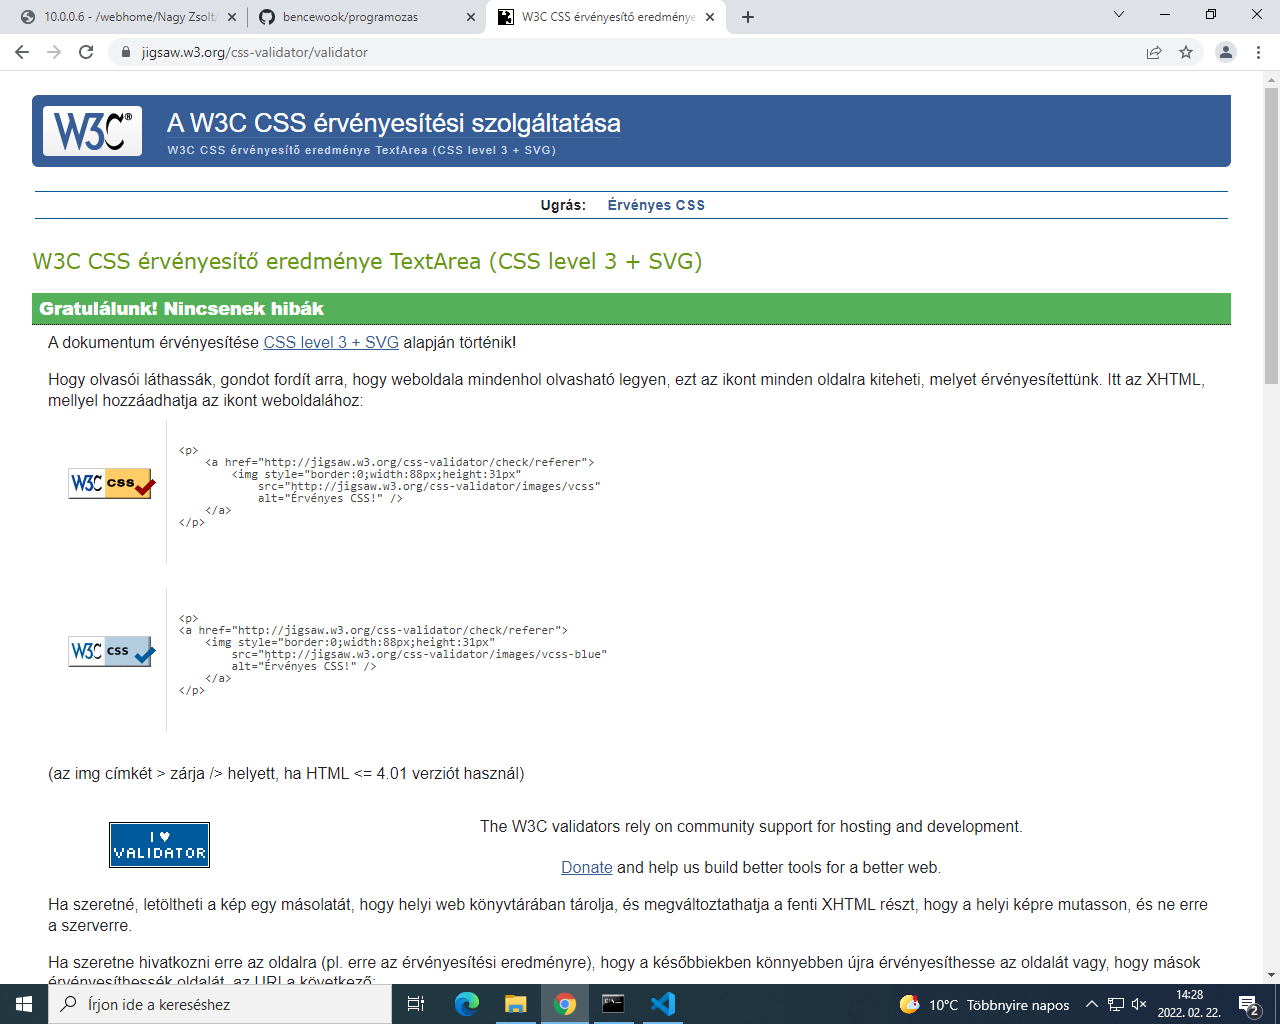 10.0.0.6 - /webhome/Nagy Zsolt/
bencewook/programozas
W3C CSS érvényesítő eredménye
jigsaw.w3.org/css-validator/validator
W3C®
A W3C CSS érvényesítési szolgáltatása
W3C CSS érvényesítő eredménye TextArea (CSS level 3 + SVG)
Ugrás: Érvényes CSS
W3C CSS érvényesítő eredménye TextArea (CSS level 3 + SVG)
Gratulálunk! Nincsenek hibák
A dokumentum érvényesítése CSS level 3 + SVG alapján történik!
Hogy olvasói láthassák, gondot fordít arra, hogy weboldala mindenhol olvasható legyen, ezt az ikont minden oldalra kiteheti, melyet érvényesítettünk. Itt az XHTML,
mellyel hozzáadhatja az ikont weboldalához:
W3C css
<p>
<a href="http://jigsaw.w3.org/css-validator/check/referer">
<img style="border:0;width:88px;height:31px"
src="http://jigsaw.w3.org/css-validator/images/vcss"
alt="Érvényes CSS!" />
</a>
</p>
W3C css
<p>
<a href="http://jigsaw.w3.org/css-validator/check/referer">
<img style="border:0;width:88px;height:31px"
src="http://jigsaw.w3.org/css-validator/images/vcss-blue"
alt="Érvényes CSS!" />
</a>
</p>
(az img címkét > zárja /> helyett, ha HTML <= 4.01 verziót használ)
I ♥
VALIDATOR
The W3C validators rely on community support for hosting and development.
Donate and help us build better tools for a better web.
Ha szeretné, letöltheti a kép egy másolatát, hogy helyi web könyvtárában tárolja, és megváltoztathatja a fenti XHTML részt, hogy a helyi képre mutasson, és ne erre
a szerverre.
Ha szeretne hivatkozni erre az oldalra (pl. erre az érvényesítési eredményre), hogy a későbbiekben könnyebben újra érvényesíthesse az oldalát vagy, hogy mások
érvényesíthessék oldalát, az URI a következő:
Írjon ide a kereséshez
10°C Többnyire napos
14:28
2022. 02. 22.
2